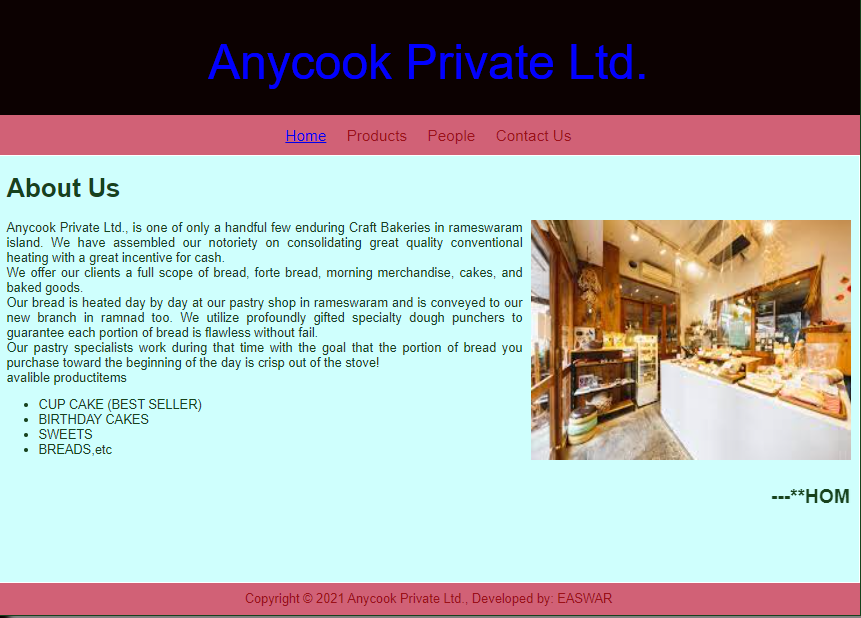 Anycook Private Ltd.
Home Products People Contact Us
About Us
Anycook Private Ltd., is one of only a handful few enduring Craft Bakeries in rameswaram
island. We have assembled our notoriety on consolidating great quality conventional
heating with a great incentive for cash.
We offer our clients a full scope of bread, forte bread, morning merchandise, cakes, and
baked goods.
Our bread is heated day by day at our pastry shop in rameswaram and is conveyed to our
new branch in ramnad too. We utilize profoundly gifted specialty dough punchers to
guarantee each portion of bread is flawless without fail.
Our pastry specialists work during that time with the goal that the portion of bread you
purchase toward the beginning of the day is crisp out of the stove!
avalible productitems
• CUP CAKE (BEST SELLER)
• BIRTHDAY CAKES
• SWEETS
• BREADS,etc
---**HOM
Copyright © 2021 Anycook Private Ltd., Developed by: EASWAR